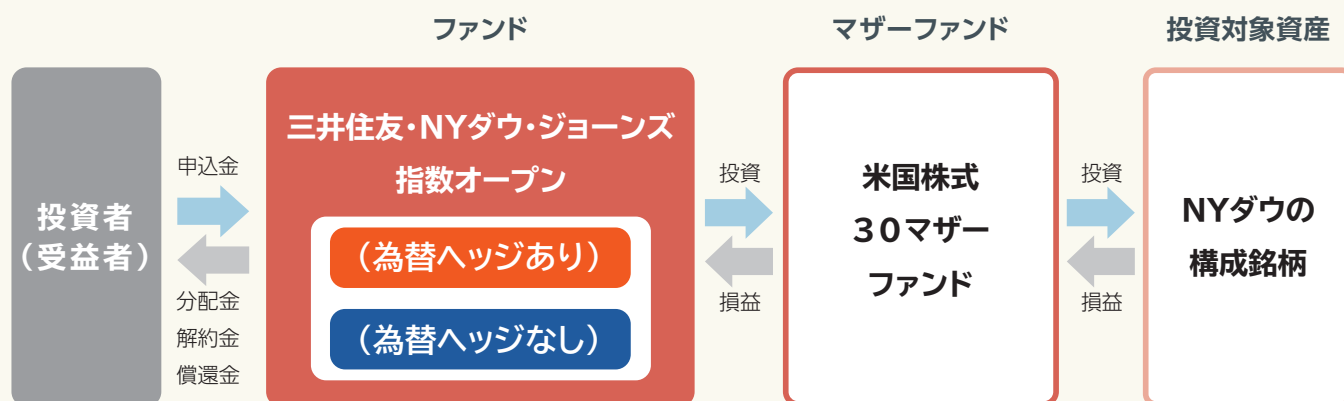 ファンド
マザーファンド
投資対象資産
投資者
（受益者）
申込金
分配金
解約金
償還金
三井住友・NYダウ・ジョーンズ
指数オープン
（為替ヘッジあり）
（為替ヘッジなし）
投資
損益
米国株式
３０マザー
ファンド
投資
損益
NYダウの
構成銘柄